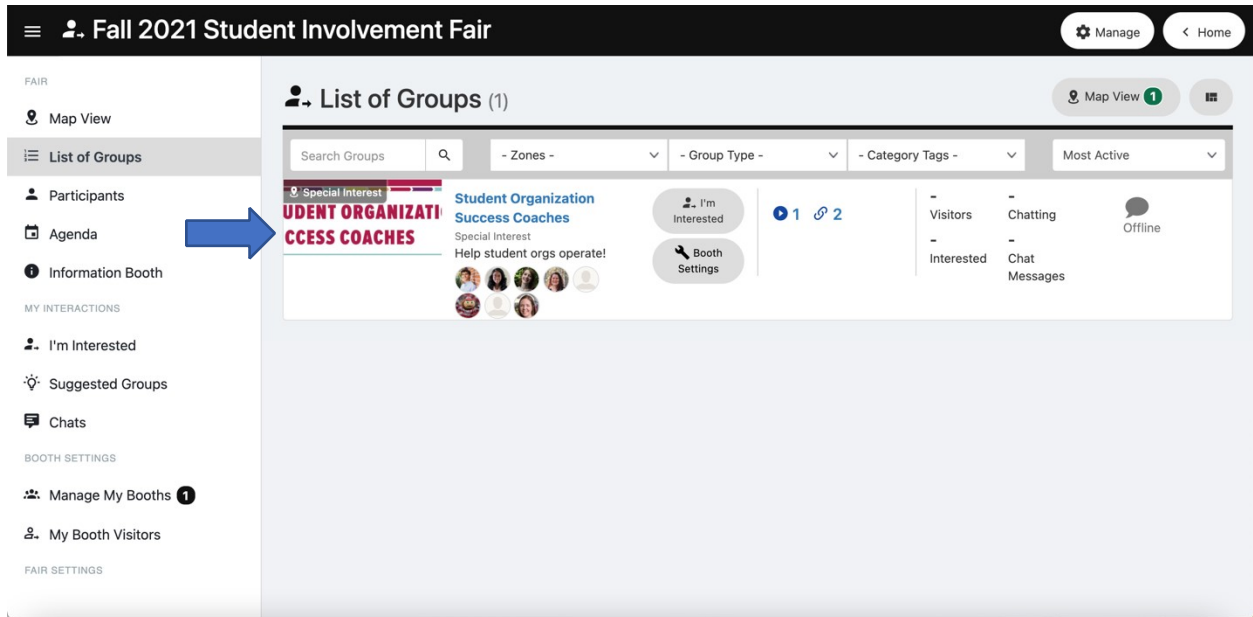 Fall 2021 Student Involvement Fair
Manage
Home
FAIR
Map View
List of Groups
Participants
Agenda
Information Booth
MY INTERACTIONS
I'm Interested
Suggested Groups
Chats
BOOTH SETTINGS
Manage My Booths 1
My Booth Visitors
FAIR SETTINGS
List of Groups (1)
Map View 1
Search Groups
- Zones -
- Group Type -
- Category Tags -
Most Active
Special Interest
UDENT ORGANIZATI
CCESS COACHES
Student Organization
Success Coaches
Special Interest
Help student orgs operate!
I'm
Interested
Booth
Settings
1 2
-
Visitors
-
Interested
-
Chatting
-
Chat
Messages
Offline